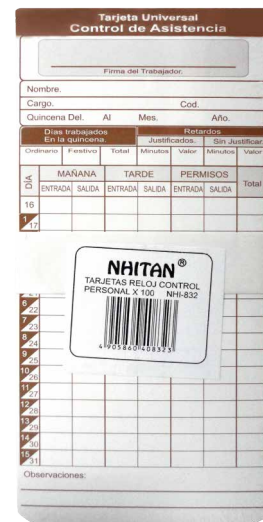 Tarjeta Universal
Control de Asistencia
Firma del Trabajador.
Nombre.
Cargo. Cod.
Quincena Del. Al Mes. Año.
Días trabajados Retardos
En la quincena. Justificados. Sin Justificar
Ordinario Festivo Total Minutos Valor Minutos Valor
DÍA MAÑANA TARDE PERMISOS Total
ENTRADA SALIDA ENTRADA SALIDA ENTRADA SALIDA
16
1 17
NHITAN®
TARJETAS RELOJ CONTROL
PERSONAL X 100 NHI-832
4 905860 408323
6 22
7 23
8 24
9 25
10 26
11 27
12 28
13 29
14 30
15 31
Observaciones: